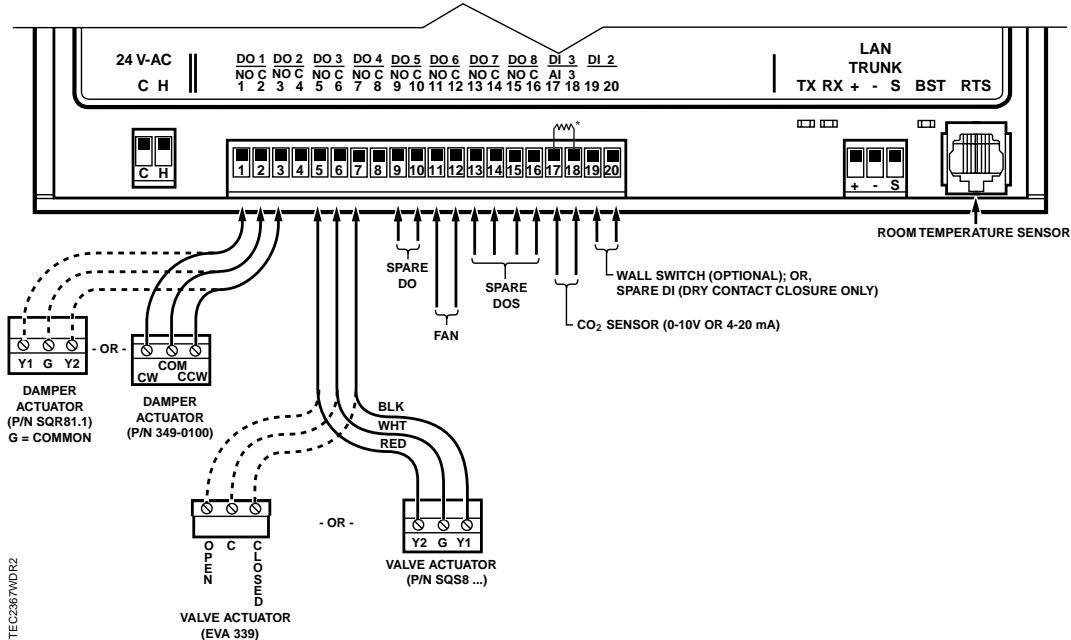 24 V-AC
C H
DO 1 DO 2 DO 3 DO 4 DO 5 DO 6 DO 7 DO 8 DI 3 DI 2
NO C NO C NO C NO C NO C NO C NO C NO C AI 3
1 2 3 4 5 6 7 8 9 10 11 12 13 14 15 16 17 18 19 20
LAN
TRUNK
TX RX + - S BST RTS
*
C H
1 2 3 4 5 6 7 8 9 10 11 12 13 14 15 16 17 18 19 20
+ - S
ROOM TEMPERATURE SENSOR
SPARE
DO
FAN
SPARE
DOS
WALL SWITCH (OPTIONAL); OR,
SPARE DI (DRY CONTACT CLOSURE ONLY)
CO2 SENSOR (0-10V OR 4-20 mA)
Y1 G Y2
- OR -
COM
CW CCW
DAMPER
ACTUATOR
(P/N SQR81.1)
G = COMMON
DAMPER
ACTUATOR
(P/N 349-0100)
BLK
WHT
RED
OPEN C CLOSED
- OR -
Y2 G Y1
VALVE ACTUATOR
(P/N SQS8 ...)
VALVE ACTUATOR
(EVA 339)
TEC2367WDR2